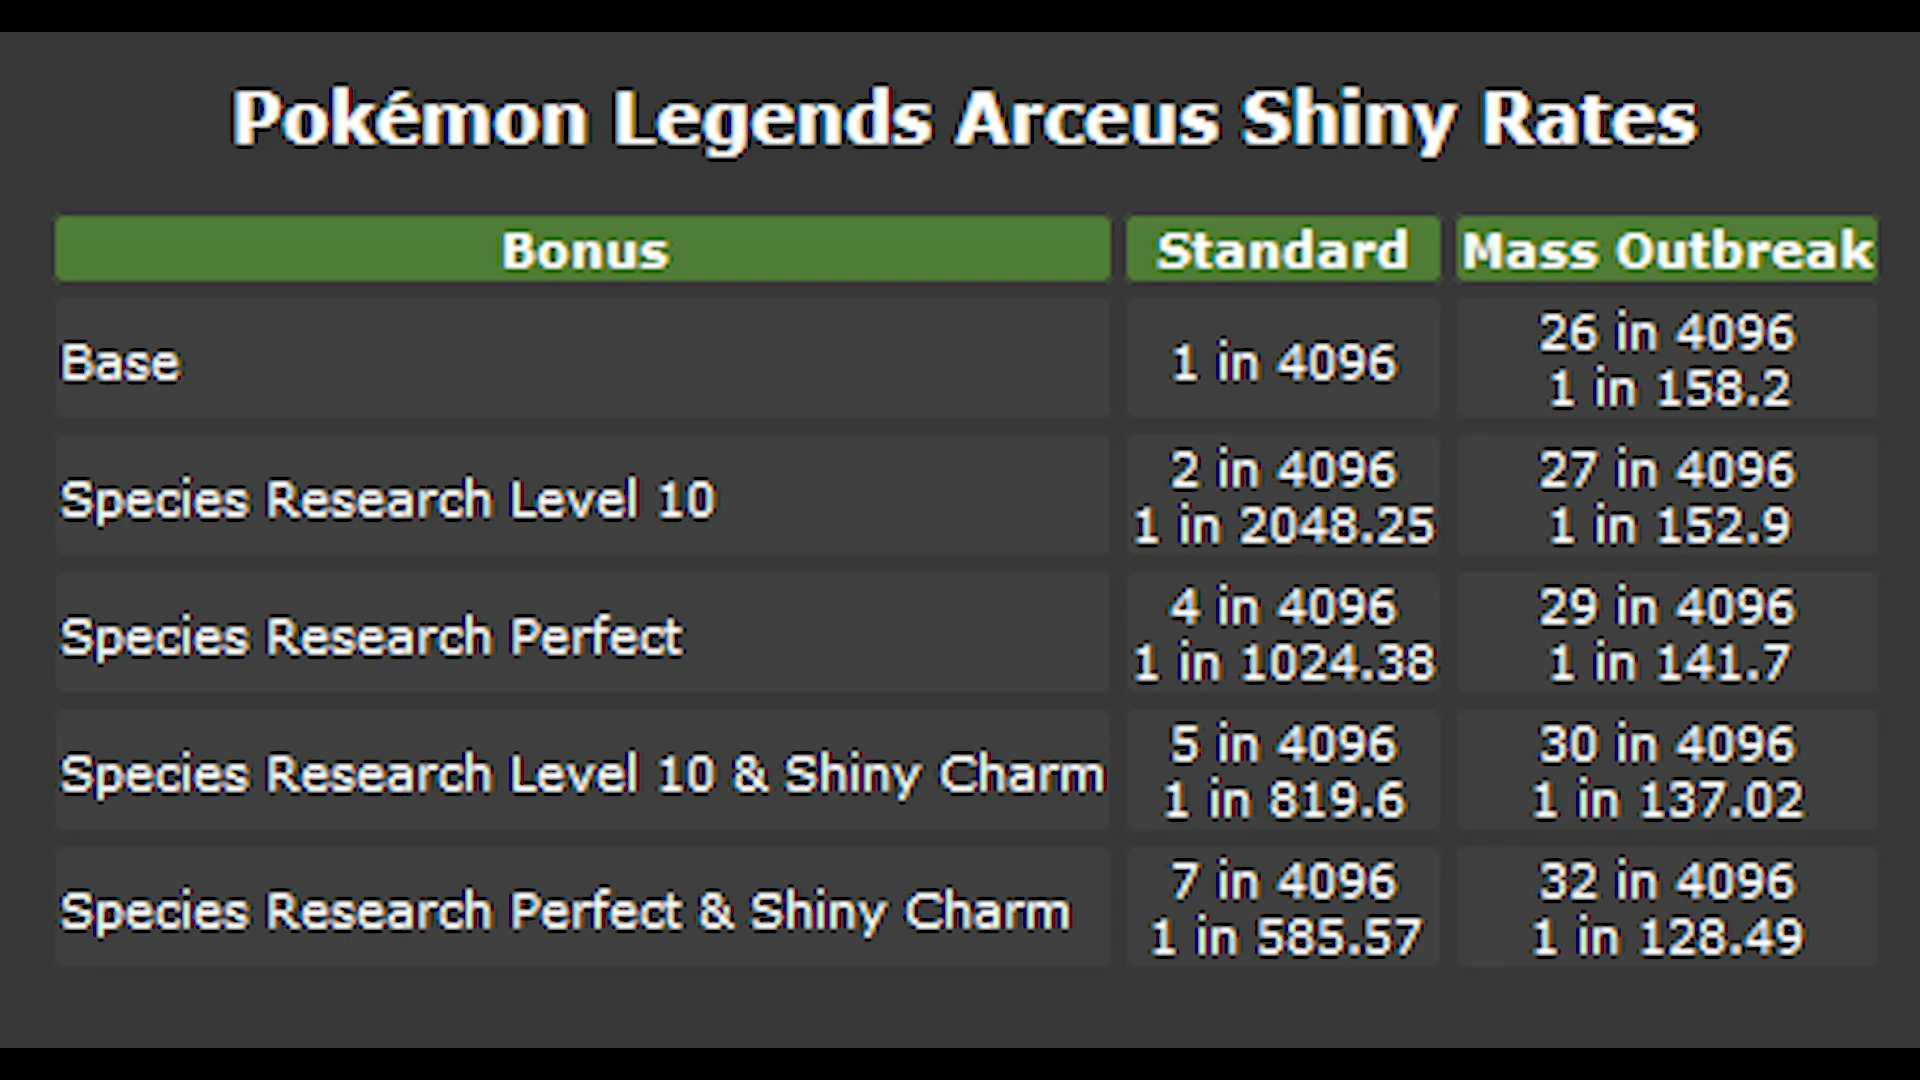 Pokémon Legends Arceus Shiny Rates
Bonus Standard Mass Outbreak
Base 1 in 4096 26 in 4096
1 in 158.2
Species Research Level 10 2 in 4096 27 in 4096
1 in 2048.25 1 in 152.9
Species Research Perfect 4 in 4096 29 in 4096
1 in 1024.38 1 in 141.7
Species Research Level 10 & Shiny Charm 5 in 4096 30 in 4096
1 in 819.6 1 in 137.02
Species Research Perfect & Shiny Charm 7 in 4096 32 in 4096
1 in 585.57 1 in 128.49